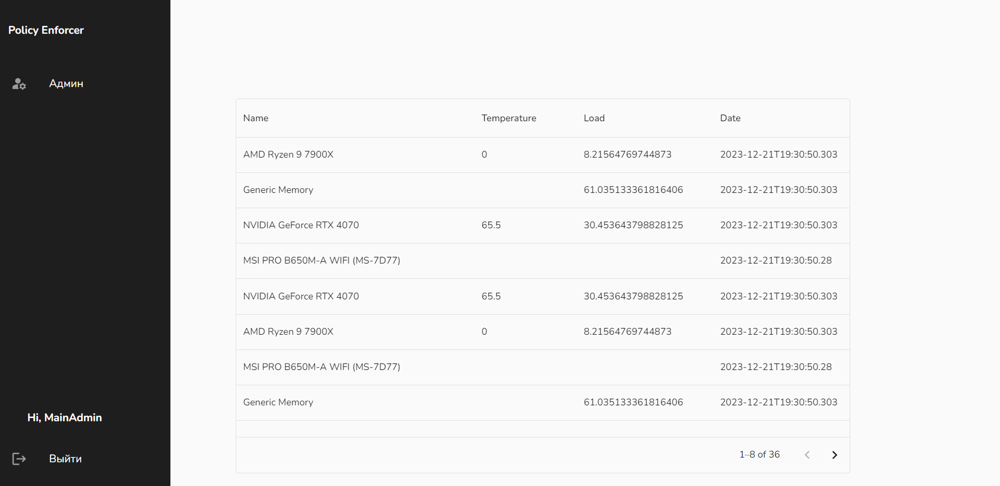 Policy Enforcer
Админ
Name Temperature Load Date
AMD Ryzen 9 7900X 0 8.21564769744873 2023-12-21T19:30:50.303
Generic Memory 61.035133361816406 2023-12-21T19:30:50.303
NVIDIA GeForce RTX 4070 65.5 30.453643798828125 2023-12-21T19:30:50.303
MSI PRO B650M-A WIFI (MS-7D77) 2023-12-21T19:30:50.28
NVIDIA GeForce RTX 4070 65.5 30.453643798828125 2023-12-21T19:30:50.303
AMD Ryzen 9 7900X 0 8.21564769744873 2023-12-21T19:30:50.303
MSI PRO B650M-A WIFI (MS-7D77) 2023-12-21T19:30:50.28
Generic Memory 61.035133361816406 2023-12-21T19:30:50.303
1–8 of 36
Hi, MainAdmin
Выйти